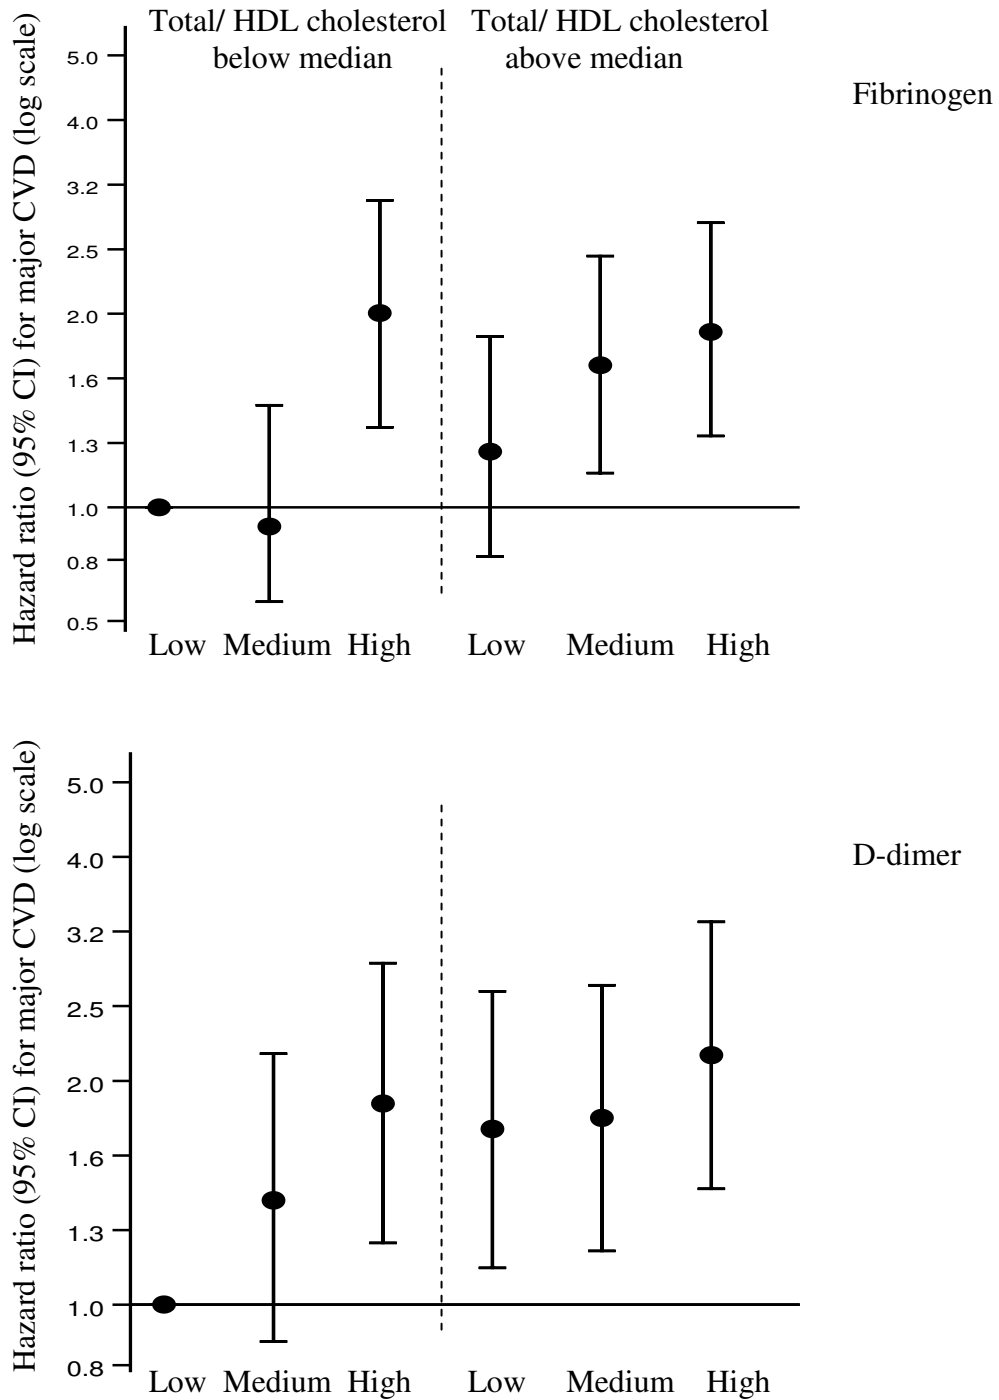 Total/ HDL cholesterol below median
Total/ HDL cholesterol above median
Fibrinogen
Hazard ratio (95% CI) for major CVD (log scale)
5.0
4.0
3.2
2.5
2.0
1.6
1.3
1.0
0.8
0.5
Low Medium High Low Medium High
D-dimer
Hazard ratio (95% CI) for major CVD (log scale)
5.0
4.0
3.2
2.5
2.0
1.6
1.3
1.0
0.8
Low Medium High Low Medium High